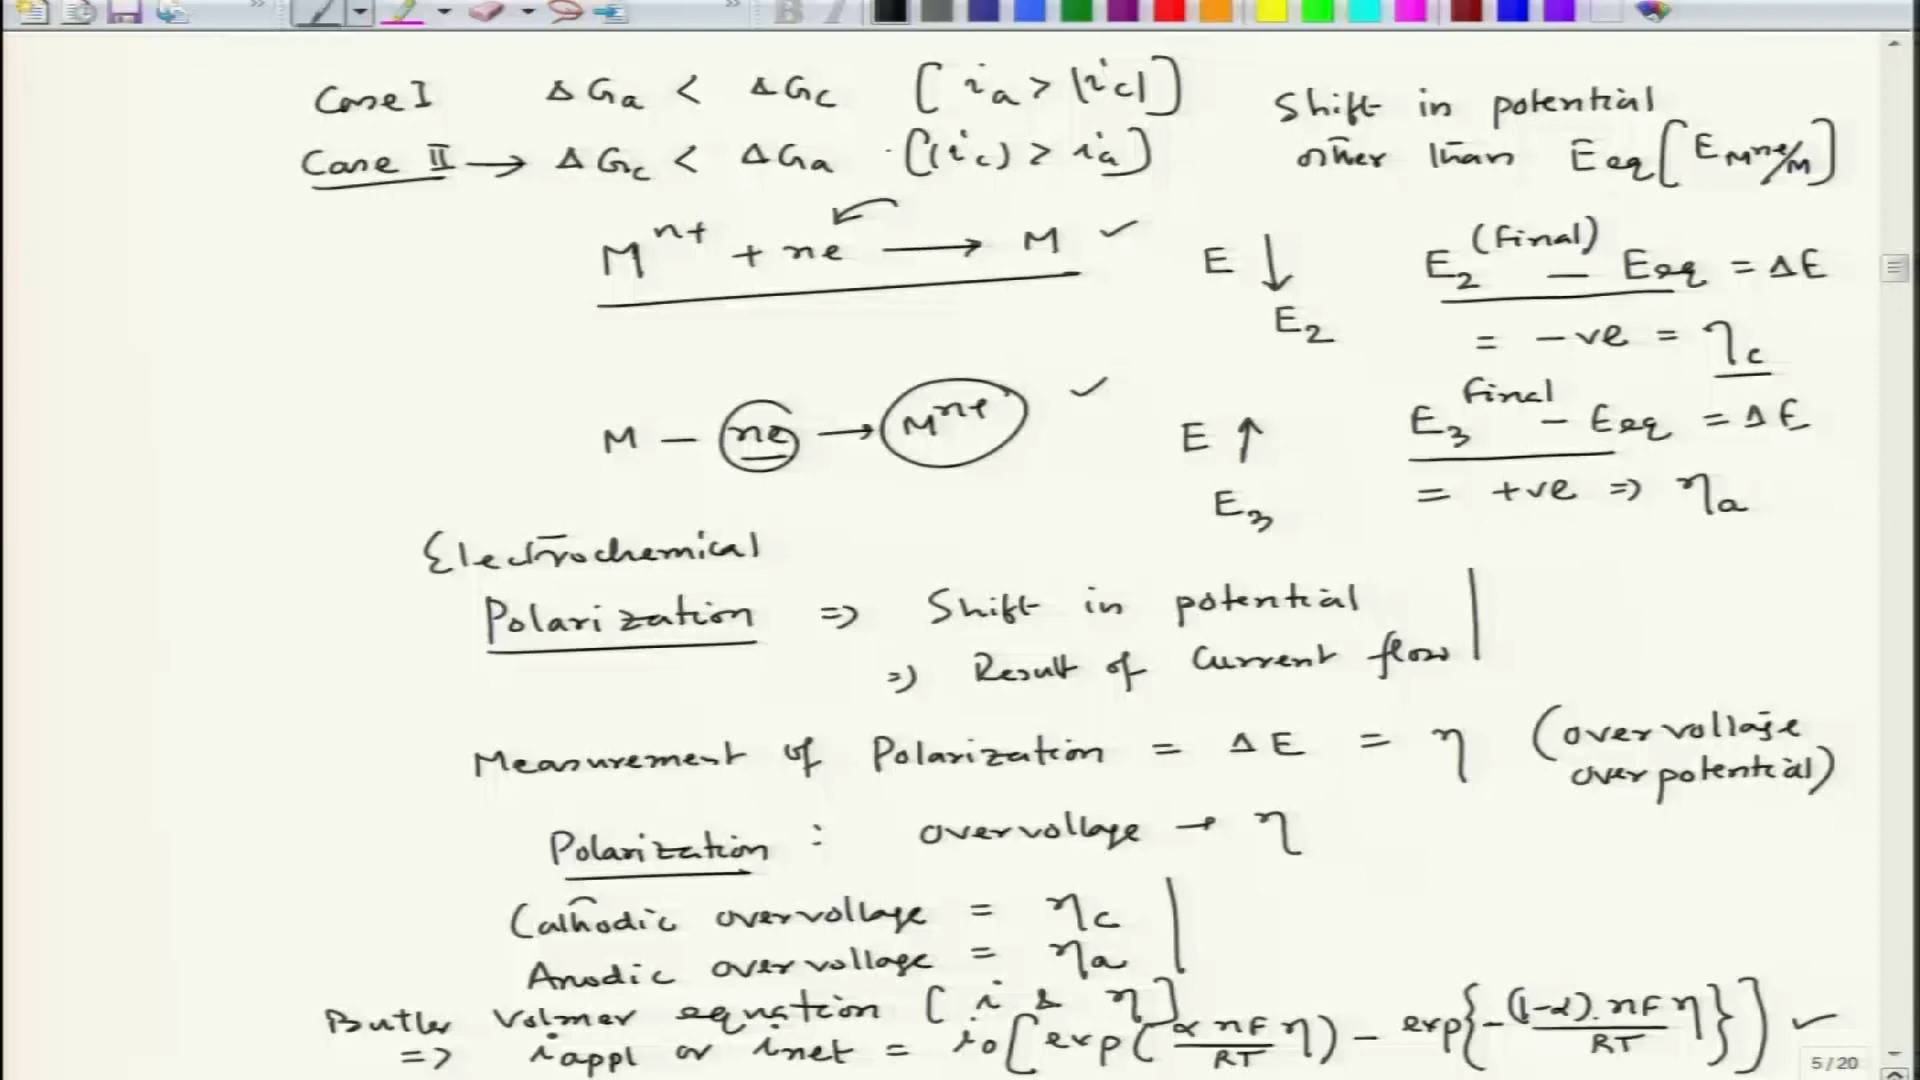 Case I ΔGa < ΔGc [ia > |ic|]
Case II → ΔGc < ΔGa [(ic) > ia]
Shift in potential
other than Eeq [E Mⁿ⁺/M]
Mⁿ⁺ + ne → M ✓
E ↓
E₂
E₂ (final) - Eeq = ΔE
= -ve = ηc
M - ne → Mⁿ⁺ ✓
E ↑
E₃
E₃ final - Eeq = ΔE
= +ve => ηa
Electrochemical
Polarization => Shift in potential
=> Result of Current flow
Measurement of Polarization = ΔE = η (overvoltage
overpotential)
Polarization : overvoltage → η
Cathodic overvoltage = ηc
Anodic overvoltage = ηa
Butler Volmer equation [i & η]
=> iappl or inet = i₀[exp(αnF/RT η) - exp{-(1-α).nF/RT η}] ✓
5/20